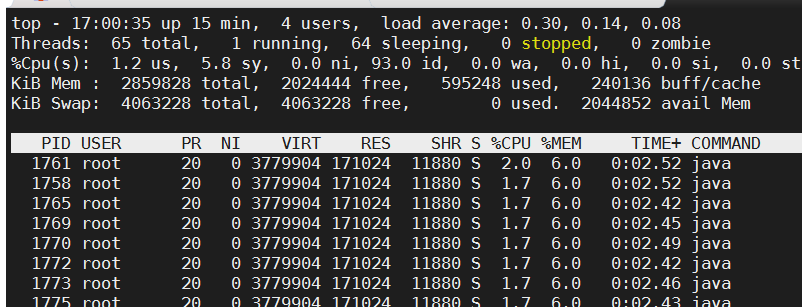 top - 17:00:35 up 15 min,  4 users,  load average: 0.30, 0.14, 0.08
Threads:  65 total,   1 running,  64 sleeping,   0 stopped,   0 zombie
%Cpu(s):  1.2 us,  5.8 sy,  0.0 ni, 93.0 id,  0.0 wa,  0.0 hi,  0.0 si,  0.0 st
KiB Mem :  2859828 total,  2024444 free,   595248 used,   240136 buff/cache
KiB Swap:  4063228 total,  4063228 free,        0 used.  2044852 avail Mem
PID USER      PR  NI    VIRT    RES    SHR S %CPU %MEM     TIME+ COMMAND
1761 root      20   0 3779904 171024  11880 S  2.0  6.0   0:02.52 java
1758 root      20   0 3779904 171024  11880 S  1.7  6.0   0:02.52 java
1765 root      20   0 3779904 171024  11880 S  1.7  6.0   0:02.42 java
1769 root      20   0 3779904 171024  11880 S  1.7  6.0   0:02.45 java
1770 root      20   0 3779904 171024  11880 S  1.7  6.0   0:02.49 java
1772 root      20   0 3779904 171024  11880 S  1.7  6.0   0:02.42 java
1773 root      20   0 3779904 171024  11880 S  1.7  6.0   0:02.46 java
1775 root      20   0 3779904 171024  11880 S  1.7  6.0   0:02.43 java